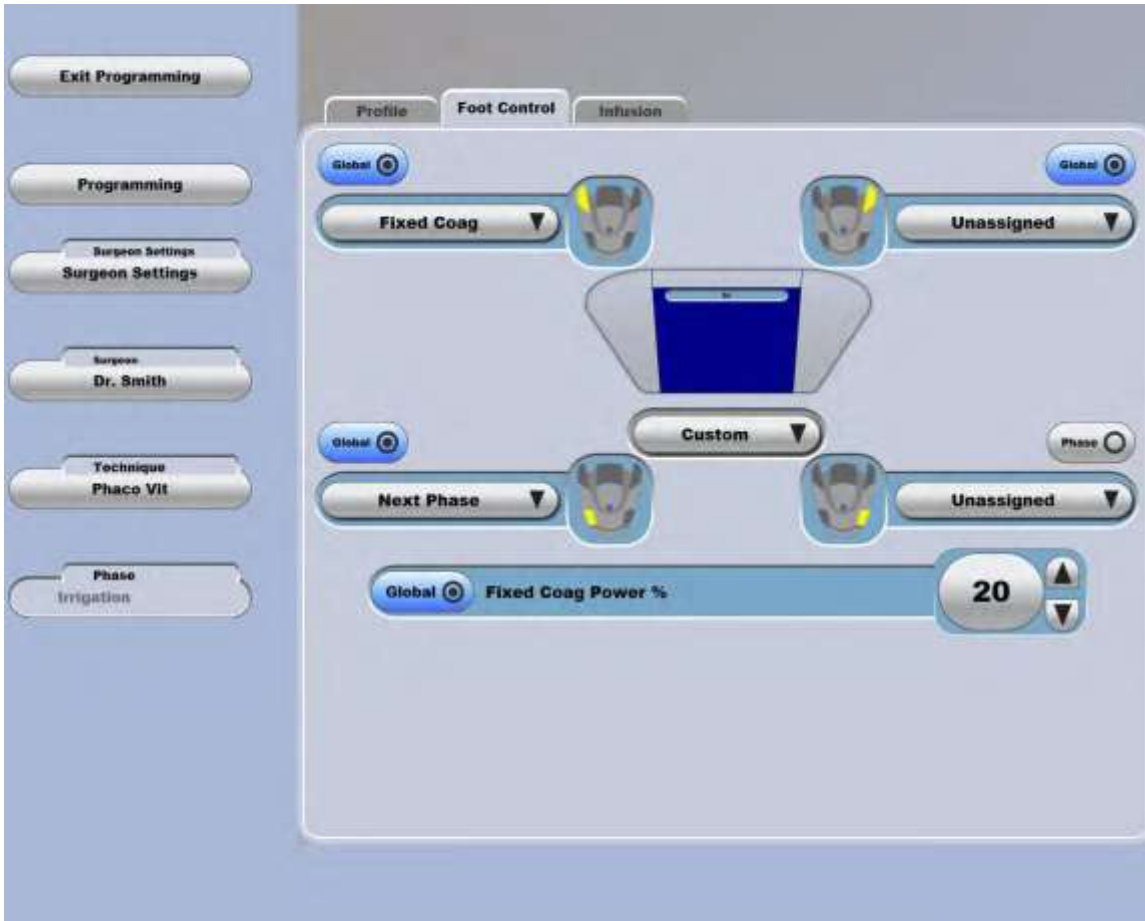 Exit Programming
Programming
Surgeon Settings
Surgeon Settings
Surgeon
Dr. Smith
Technique
Phaco Vit
Phase
Irrigation
Profile
Foot Control
Infusion
Global
Global
Fixed Coag
Unassigned
Custom
Global
Phase
Next Phase
Unassigned
Global
Fixed Coag Power %
20